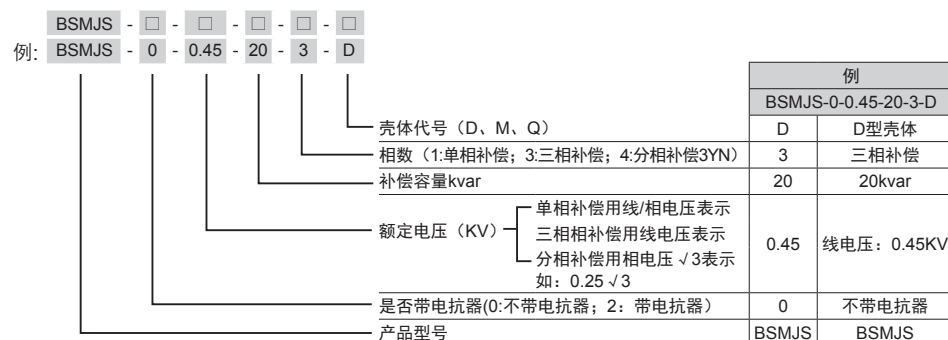 BSMJS - □ - □ - □ - □ - □
例: BSMJS - 0 - 0.45 - 20 - 3 - D
例
BSMJS-0-0.45-20-3-D
壳体代号（D、M、Q） D D型壳体
相数（1:单相补偿；3:三相补偿；4:分相补偿3YN） 3 三相补偿
补偿容量kvar 20 20kvar
额定电压（KV）
单相补偿用线/相电压表示
三相相补偿用线电压表示
分相补偿用相电压 √3表示
如：0.25 √3
0.45 线电压：0.45KV
是否带电抗器(0:不带电抗器；2：带电抗器） 0 不带电抗器
产品型号 BSMJS BSMJS